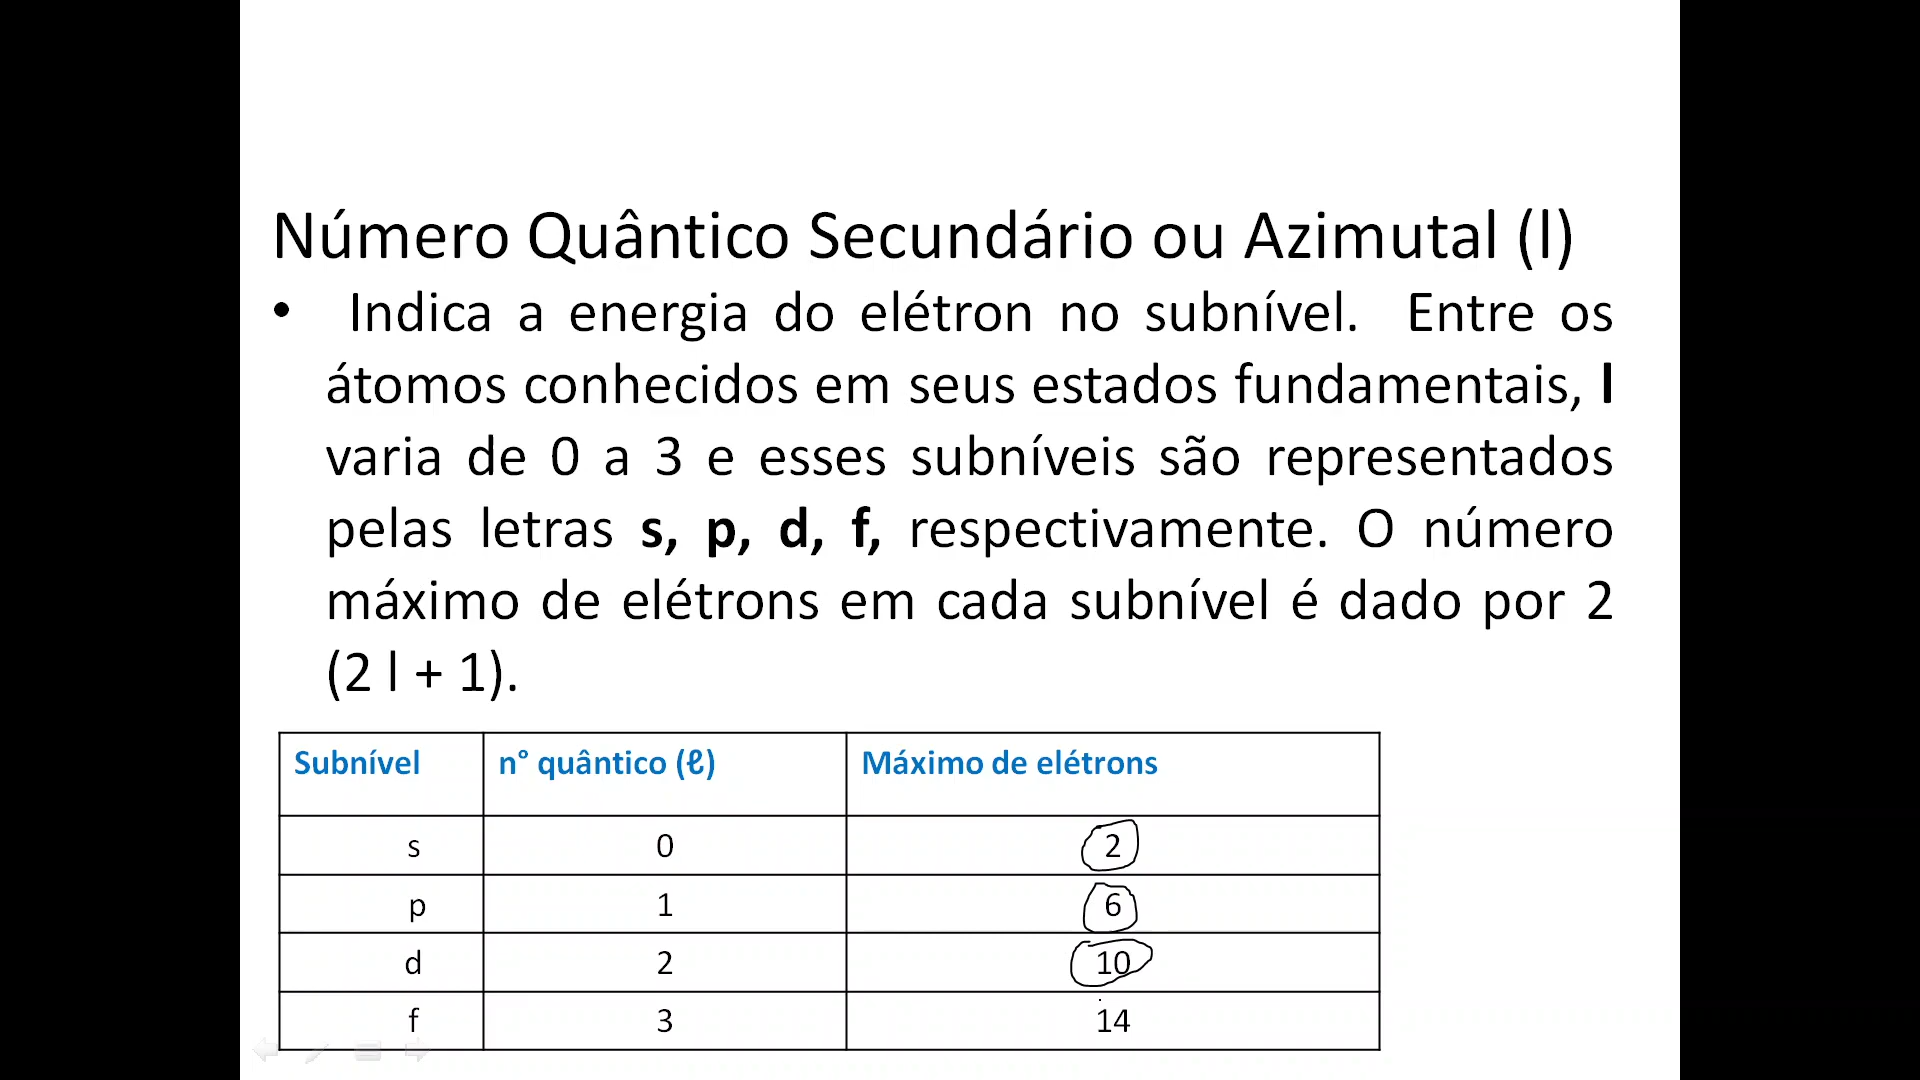 Número Quântico Secundário ou Azimutal (l)
• Indica a energia do elétron no subnível. Entre os
átomos conhecidos em seus estados fundamentais, l
varia de 0 a 3 e esses subníveis são representados
pelas letras s, p, d, f, respectivamente. O número
máximo de elétrons em cada subnível é dado por 2
(2 l + 1).
Subnível n° quântico (ℓ) Máximo de elétrons
s 0 2
p 1 6
d 2 10
f 3 14